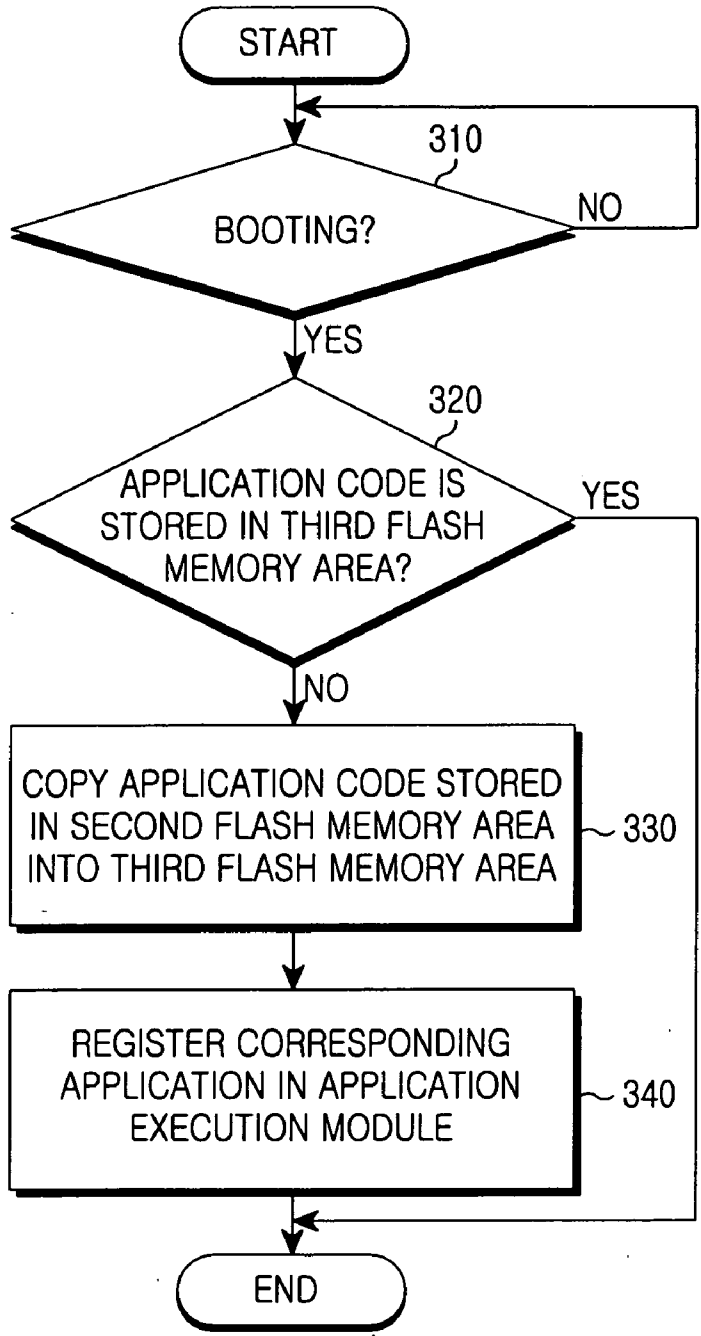 START
310
BOOTING?
NO
YES
320
APPLICATION CODE IS
STORED IN THIRD FLASH
MEMORY AREA?
YES
NO
COPY APPLICATION CODE STORED
IN SECOND FLASH MEMORY AREA
INTO THIRD FLASH MEMORY AREA
330
REGISTER CORRESPONDING
APPLICATION IN APPLICATION
EXECUTION MODULE
340
END